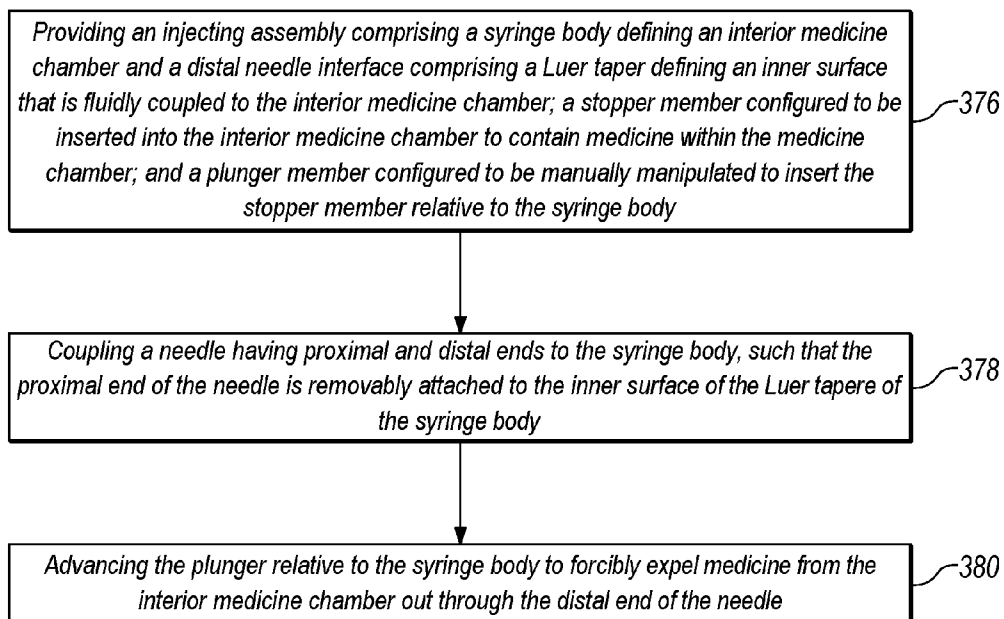 Providing an injecting assembly comprising a syringe body defining an interior medicine
chamber and a distal needle interface comprising a Luer taper defining an inner surface
that is fluidly coupled to the interior medicine chamber; a stopper member configured to be
inserted into the interior medicine chamber to contain medicine within the medicine
chamber; and a plunger member configured to be manually manipulated to insert the
stopper member relative to the syringe body
376
Coupling a needle having proximal and distal ends to the syringe body, such that the
proximal end of the needle is removably attached to the inner surface of the Luer tapere of
the syringe body
378
Advancing the plunger relative to the syringe body to forcibly expel medicine from the
interior medicine chamber out through the distal end of the needle
380